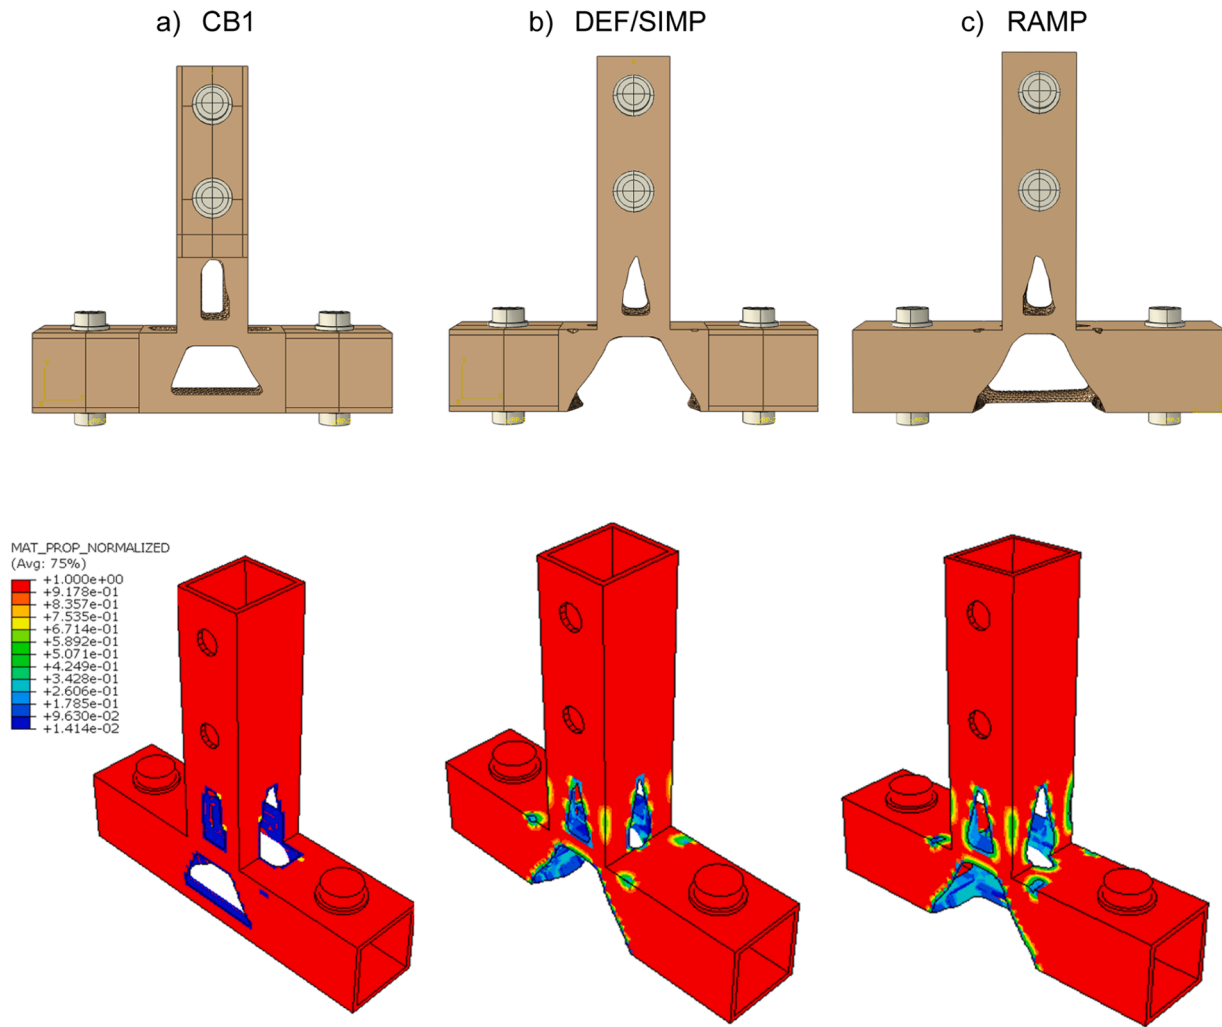 a) CB1
b) DEF/SIMP
c) RAMP
MAT_PROP_NORMALIZED
(Avg: 75%)
+1.000e+00
+9.178e-01
+8.357e-01
+7.535e-01
+6.714e-01
+5.892e-01
+5.071e-01
+4.249e-01
+3.428e-01
+2.606e-01
+1.785e-01
+9.630e-02
+1.414e-02